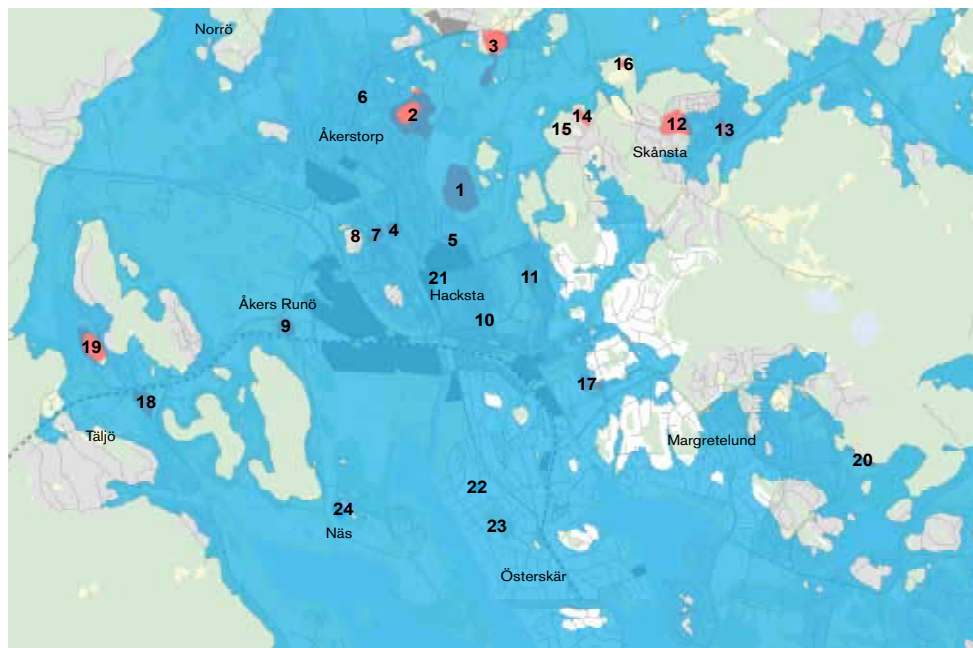 Norrö
3
16
6
2
Åkerstorp
14
15
12
13
Skånsta
1
8
7
4
5
21
11
Hacksta
Åkers Runö
9
10
19
17
18
Täljö
Margretelund
20
22
24
23
Näs
Österskär